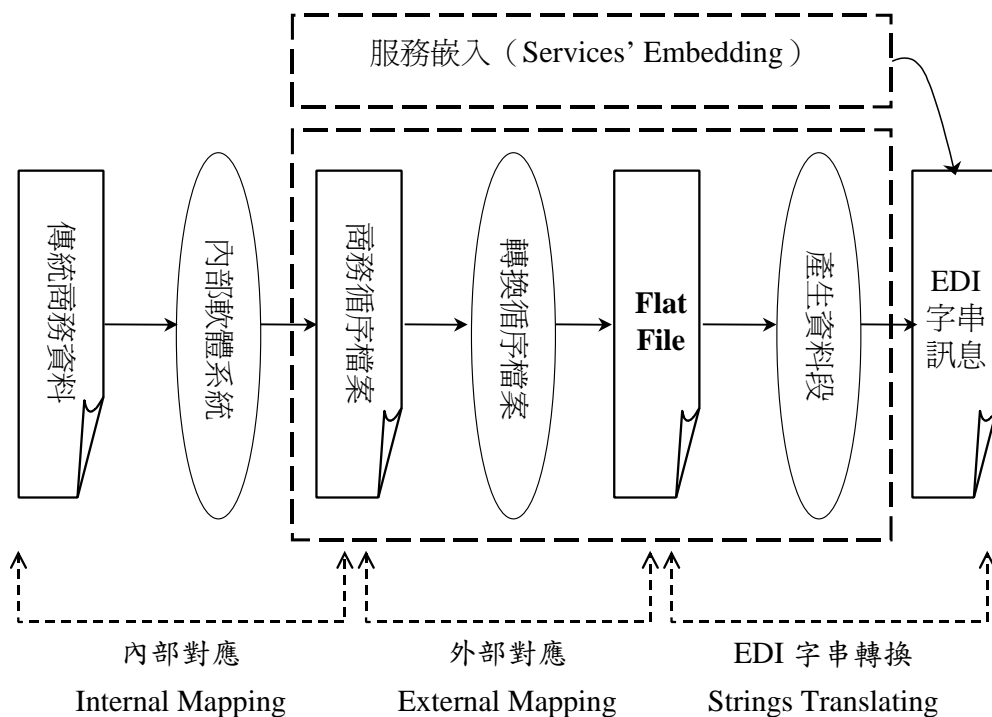 服務嵌入（Services’ Embedding）
傳統商務資料
內部軟體系統
商務循序檔案
轉換循序檔案
Flat
File
產生資料段
EDI
字串
訊息
內部對應
Internal Mapping
外部對應
External Mapping
EDI 字串轉換
Strings Translating